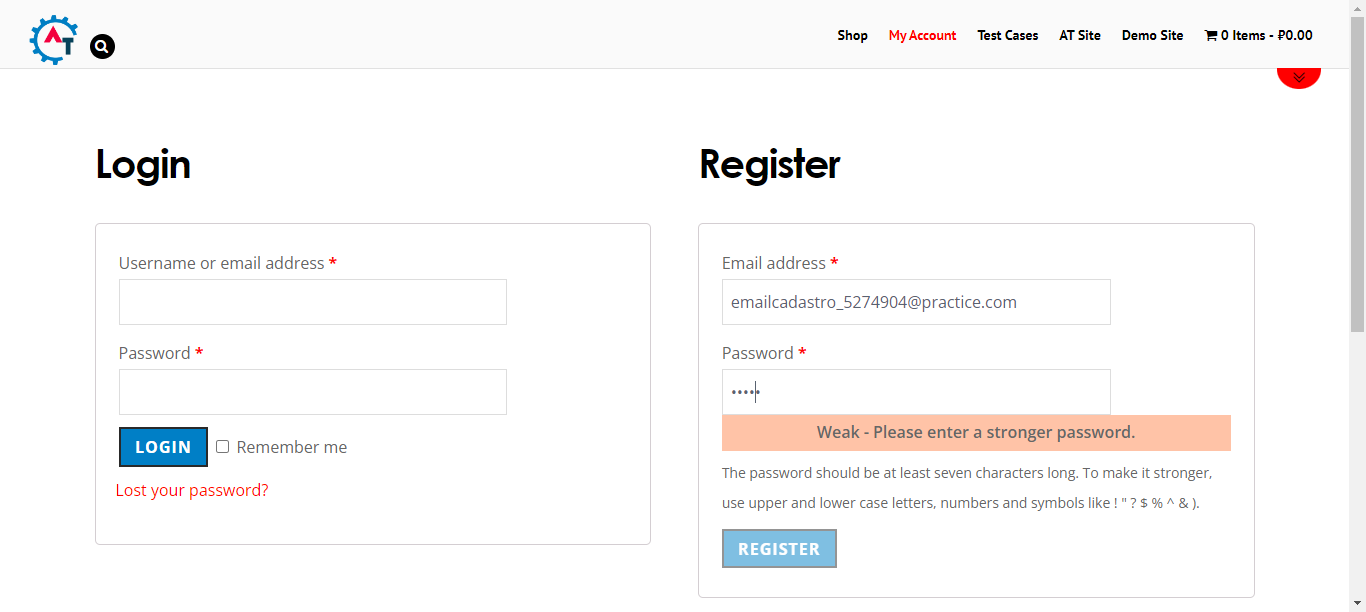 AT
Shop My Account Test Cases AT Site Demo Site 0 Items - ₽0.00
Login
Username or email address *
Password *
LOGIN Remember me
Lost your password?
Register
Email address *
emailcadastro_5274904@practice.com
Password *
•••••
Weak - Please enter a stronger password.
The password should be at least seven characters long. To make it stronger,
use upper and lower case letters, numbers and symbols like ! " ? $ % ^ & ).
REGISTER